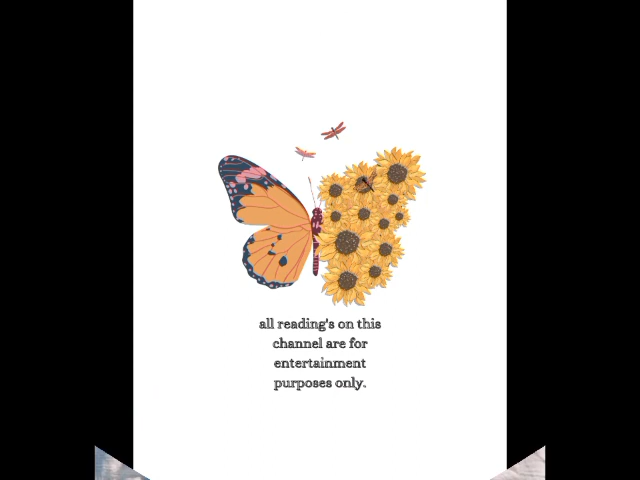 all reading's on this
channel are for
entertainment
purposes only.